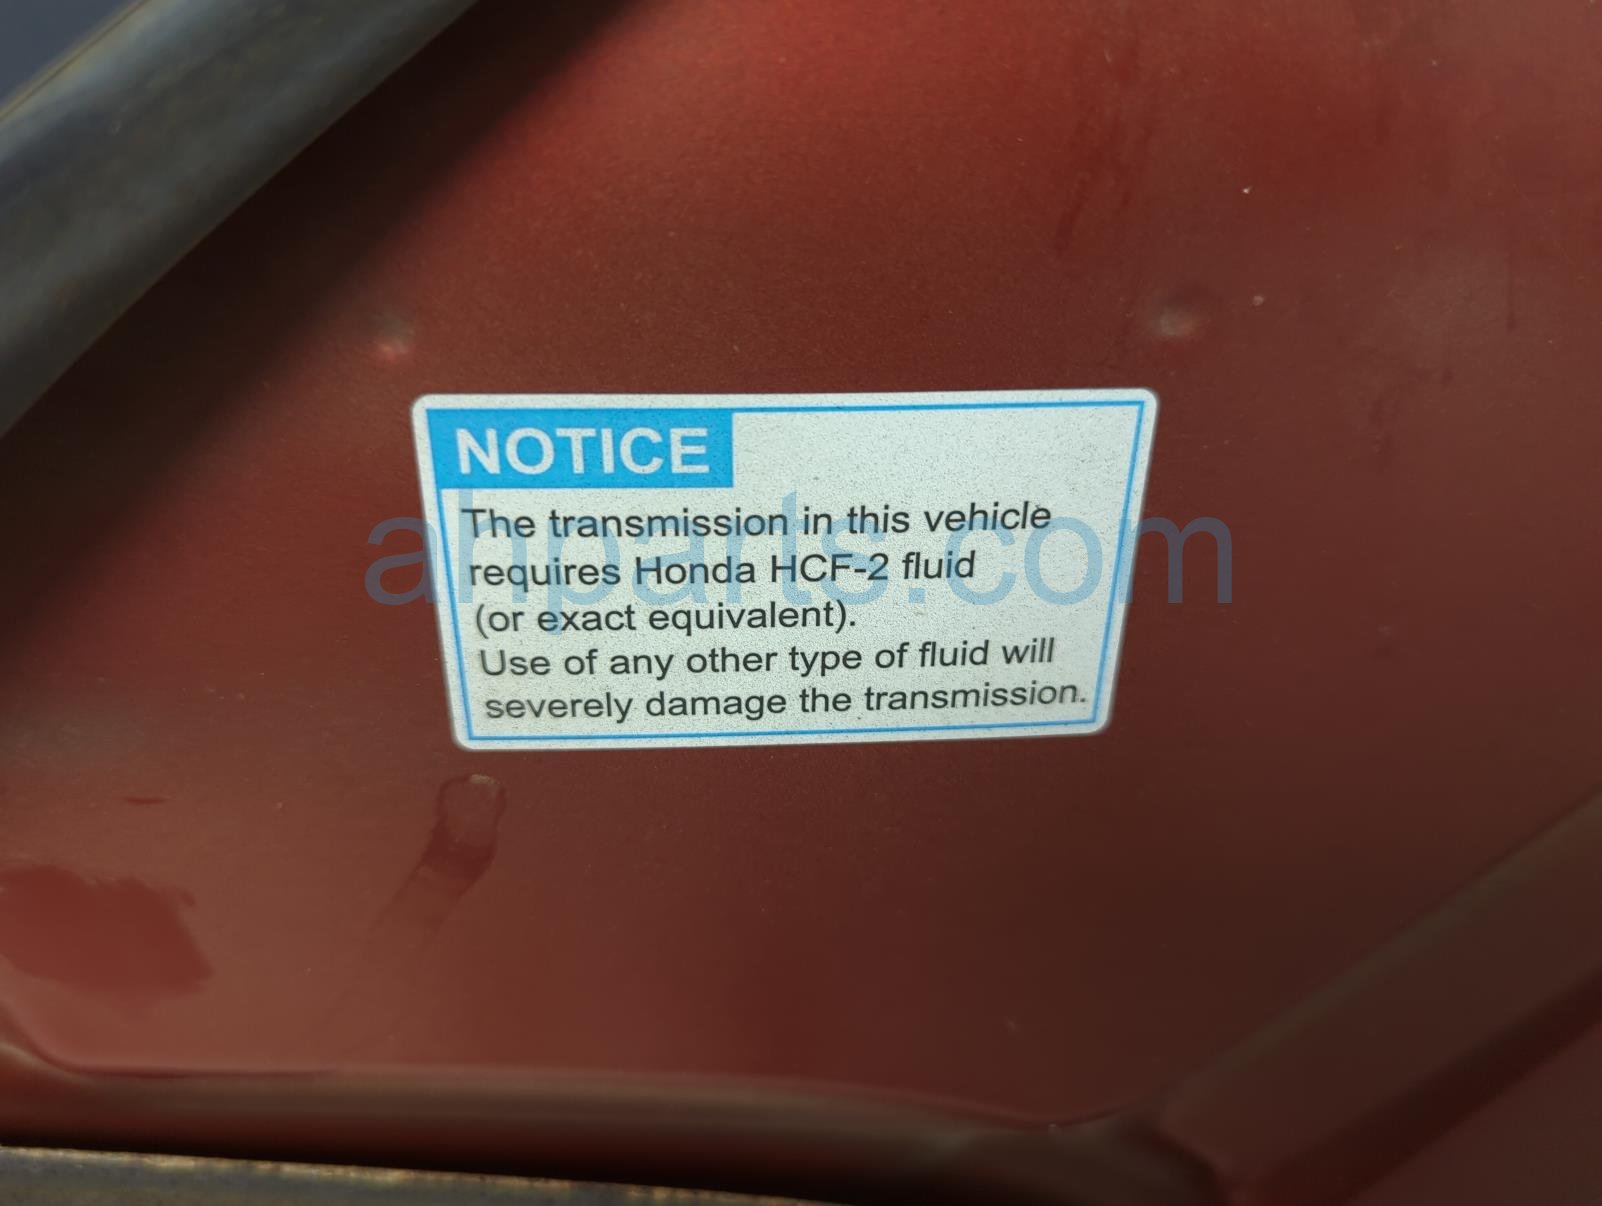 NOTICE
The transmission in this vehicle
requires Honda HCF-2 fluid
(or exact equivalent).
Use of any other type of fluid will
severely damage the transmission.
ahparts.com